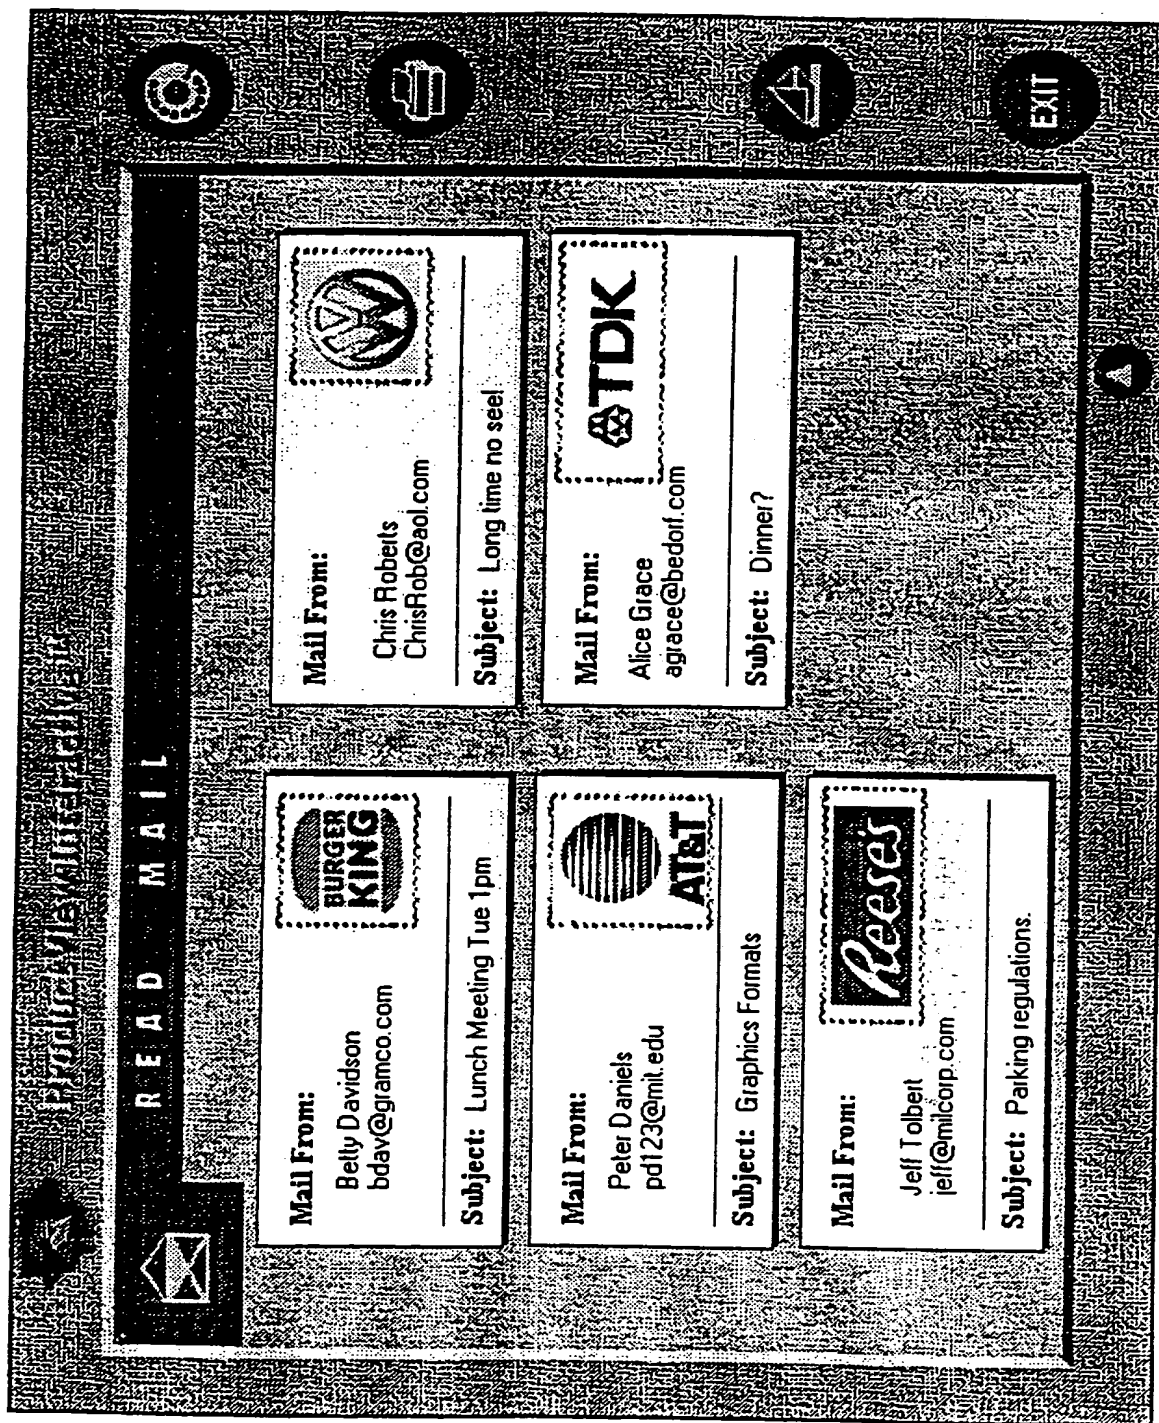 ProductViewInteractive
READ MAIL
Mail From:
BURGER
KING
Betty Davidson
bdav@gramco.com
Subject: Lunch Meeting Tue 1pm
Mail From:
Chris Roberts
ChrisRob@aol.com
Subject: Long time no see!
Mail From:
AT&T
Peter Daniels
pd123@mit.edu
Subject: Graphics Formats
Mail From:
TDK
Alice Grace
agrace@bedorf.com
Subject: Dinner?
Mail From:
Reese's
Jeff Tolbert
jeff@milcorp.com
Subject: Parking regulations.
EXIT